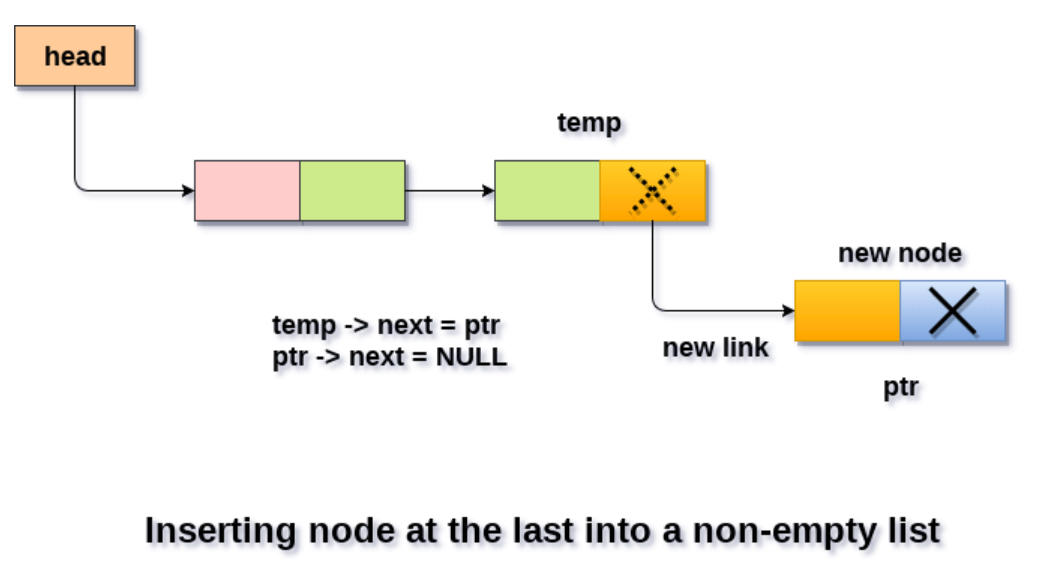 head
temp
new node
temp -> next = ptr
ptr -> next = NULL
new link
ptr
Inserting node at the last into a non-empty list